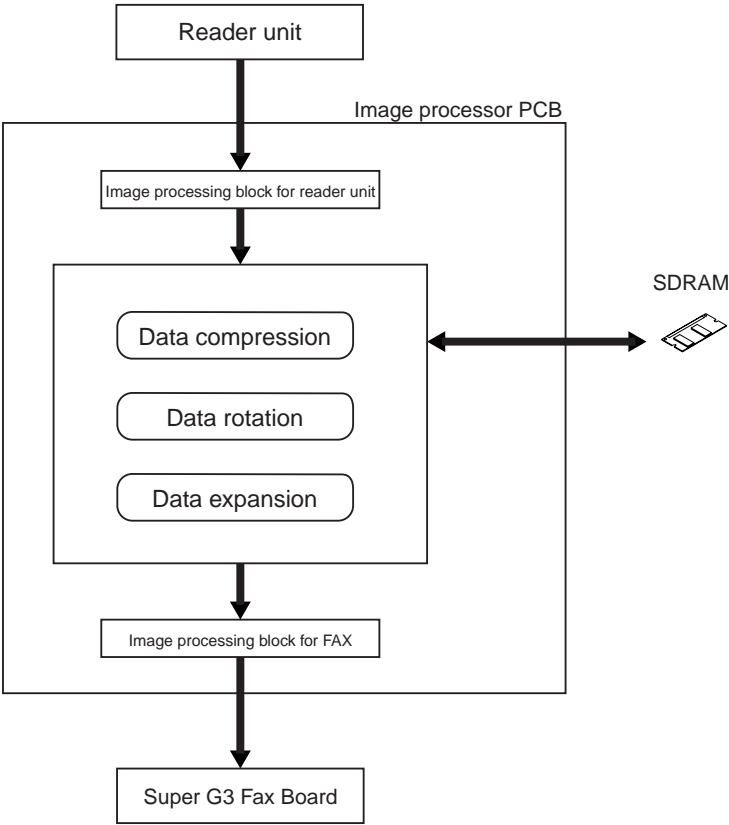 Reader unit
Image processor PCB
Image processing block for reader unit
SDRAM
Data compression
Data rotation
Data expansion
Image processing block for FAX
Super G3 Fax Board